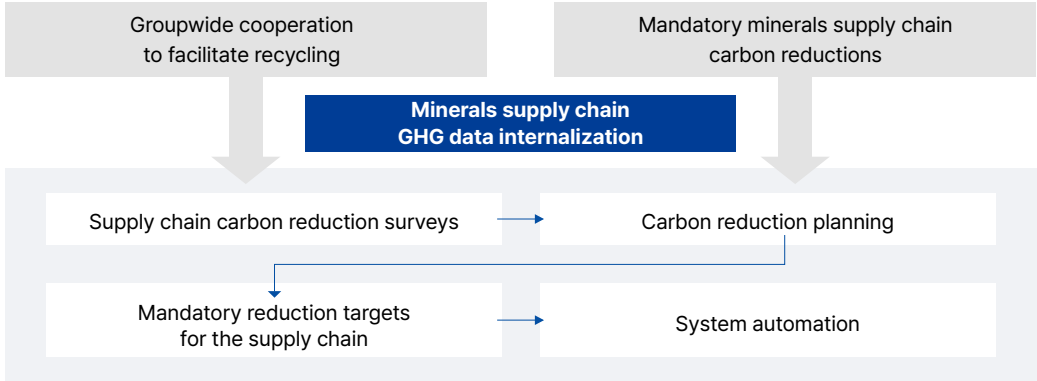 Groupwide cooperation
to facilitate recycling
Mandatory minerals supply chain
carbon reductions
Minerals supply chain
GHG data internalization
Supply chain carbon reduction surveys
Carbon reduction planning
Mandatory reduction targets
for the supply chain
System automation